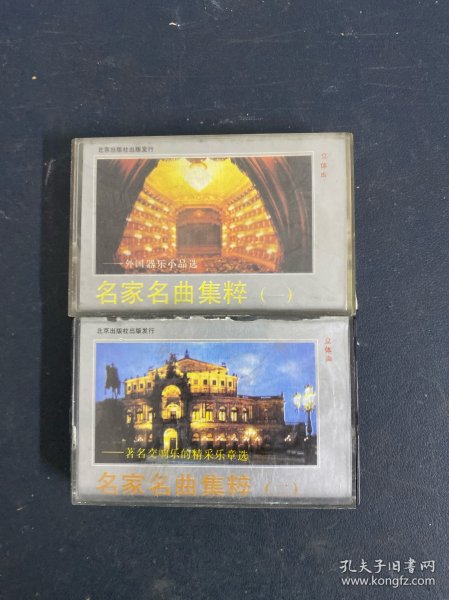 北京出版社出版发行
立体声
——外国器乐小品选
名家名曲集粹（一）
北京出版社出版发行
立体声
——著名交响乐的精采乐章选
名家名曲集粹（一）
孔夫子旧书网
www.kongfz.com